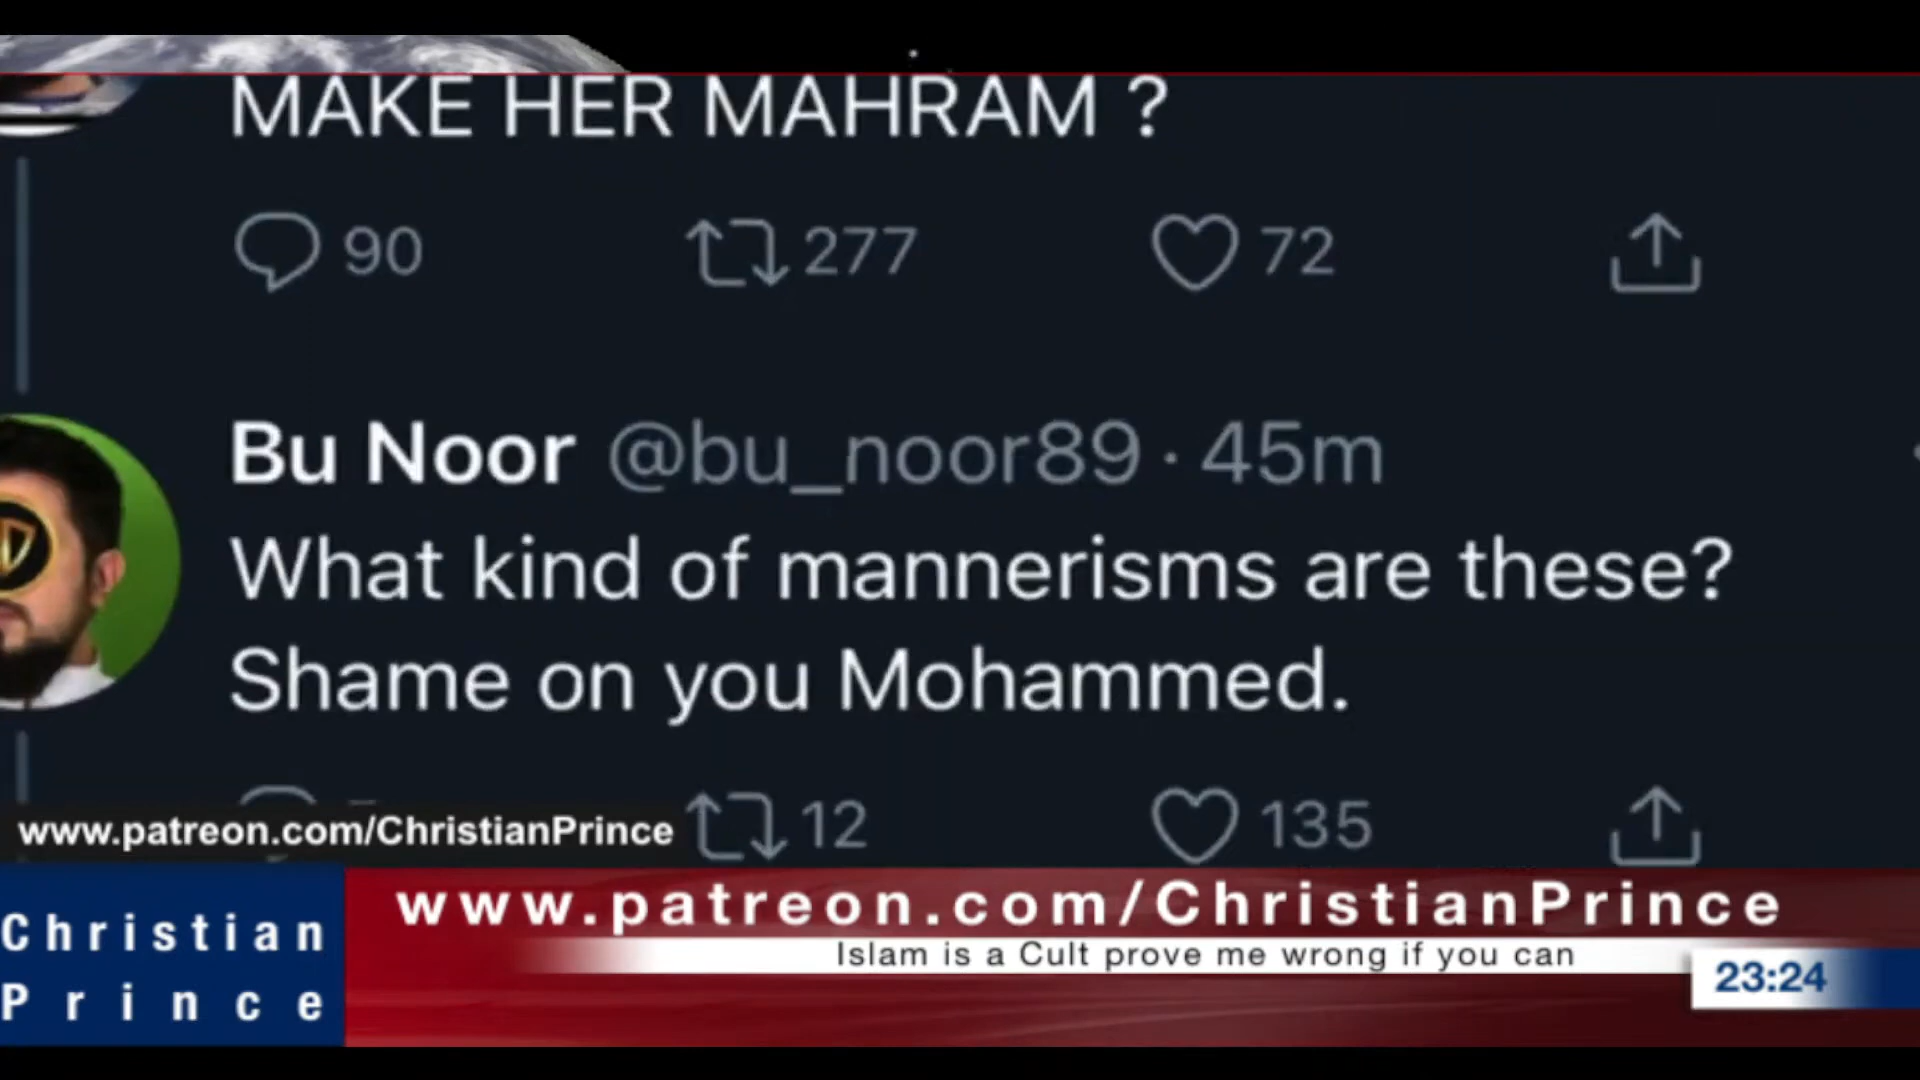 MAKE HER MAHRAM ?
90 277 72
Bu Noor @bu_noor89 · 45m
What kind of mannerisms are these?
Shame on you Mohammed.
12 135
www.patreon.com/ChristianPrince
www.patreon.com/ChristianPrince
Christian
Prince
Islam is a Cult prove me wrong if you can
23:24